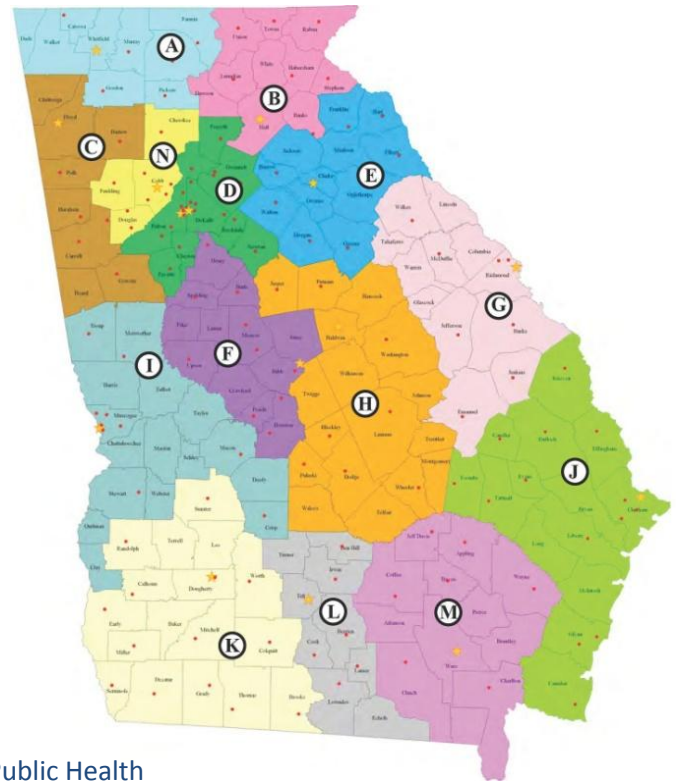 Fannin
Towns
Rabun
Catoosa
Union
Dade
Walker
Whitfield
Murray
A
White
Habersham
Lumpkin
Stephens
Gordon
Pickens
Dawson
B
Banks
Franklin
Hart
Chattooga
Hall
Floyd
Cherokee
Forsyth
Bartow
Jackson
Madison
Elbert
C
N
Barrow
Clarke
E
Gwinnett
Cobb
D
Polk
Paulding
Oconee
Oglethorpe
Wilkes
Lincoln
Walton
Haralson
Douglas
DeKalb
Fulton
Rockdale
Morgan
Greene
Taliaferro
Columbia
Carroll
Clayton
Newton
McDuffie
Henry
Warren
Richmond
Fayette
Heard
Coweta
Jasper
Putnam
Hancock
Spalding
Butts
Glascock
G
Troup
Meriwether
Pike
Lamar
Monroe
Jones
Baldwin
Jefferson
Burke
F
Washington
I
Upson
Bibb
Wilkinson
Jenkins
Screven
Harris
Talbot
Crawford
Twiggs
H
Johnson
Emanuel
Taylor
Muscogee
Peach
Bleckley
Laurens
Treutlen
Candler
Bulloch
Effingham
Chattahoochee
Marion
Macon
Houston
Schley
Montgomery
J
Pulaski
Dodge
Wheeler
Toombs
Evans
Stewart
Webster
Dooly
Tattnall
Bryan
Chatham
Wilcox
Telfair
Sumter
Crisp
Quitman
Liberty
Long
Randolph
Terrell
Lee
Ben Hill
Jeff Davis
Appling
Clay
Turner
Irwin
Coffee
Bacon
Wayne
McIntosh
Calhoun
Dougherty
Worth
Tift
L
M
Pierce
Early
Baker
Mitchell
Berrien
Atkinson
Brantley
Glynn
Miller
K
Colquitt
Cook
Lanier
Ware
Camden
Clinch
Charlton
Seminole
Decatur
Grady
Thomas
Brooks
Lowndes
Echols
Public Health